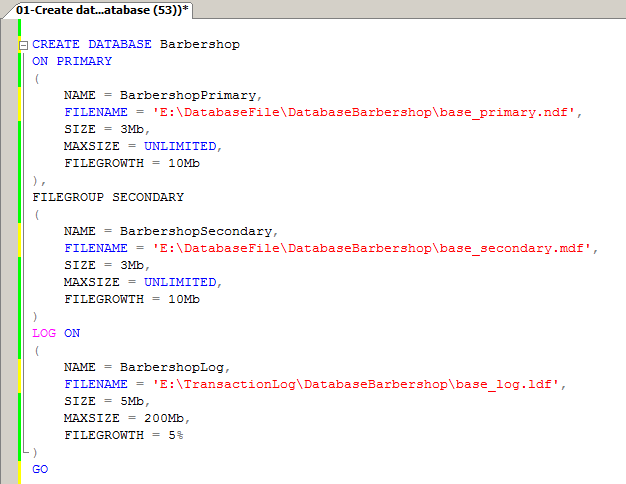 01-Create dat...atabase (53))*
CREATE DATABASE Barbershop
ON PRIMARY
(
NAME = BarbershopPrimary,
FILENAME = 'E:\DatabaseFile\DatabaseBarbershop\base_primary.ndf',
SIZE = 3Mb,
MAXSIZE = UNLIMITED,
FILEGROWTH = 10Mb
),
FILEGROUP SECONDARY
(
NAME = BarbershopSecondary,
FILENAME = 'E:\DatabaseFile\DatabaseBarbershop\base_secondary.mdf',
SIZE = 3Mb,
MAXSIZE = UNLIMITED,
FILEGROWTH = 10Mb
)
LOG ON
(
NAME = BarbershopLog,
FILENAME = 'E:\TransactionLog\DatabaseBarbershop\base_log.ldf',
SIZE = 5Mb,
MAXSIZE = 200Mb,
FILEGROWTH = 5%
)
GO